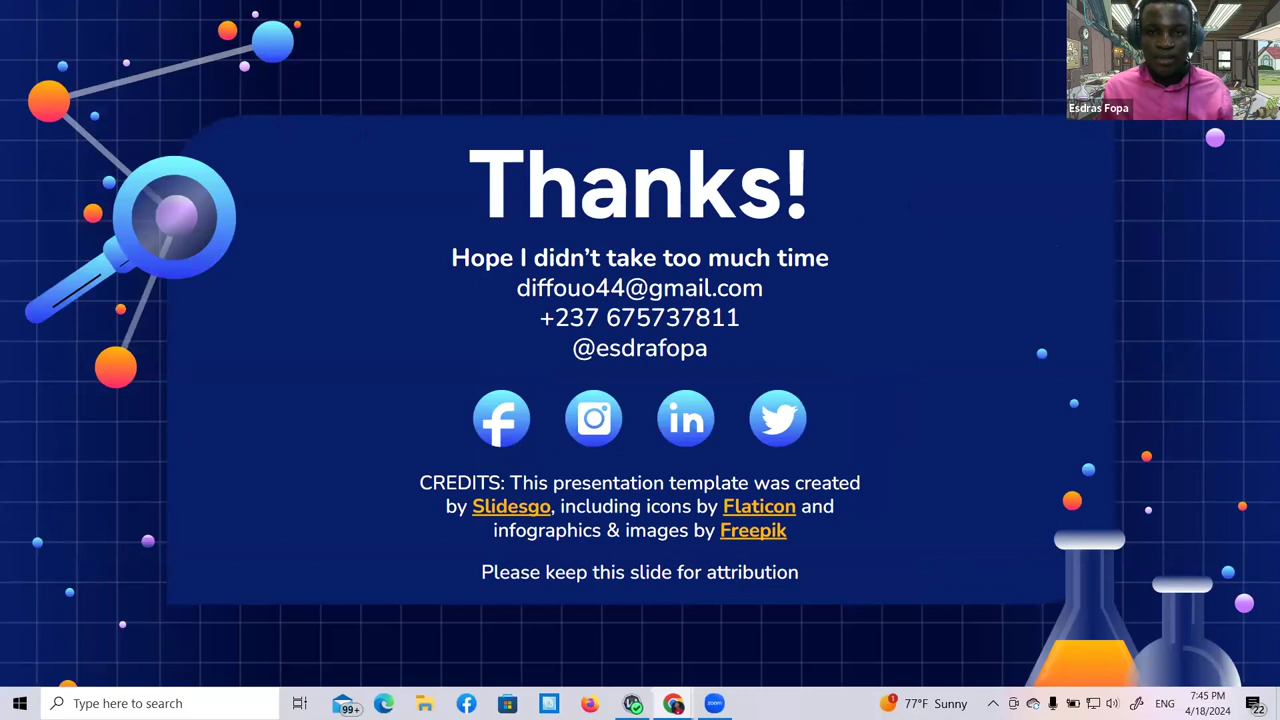 Esdras Fopa
Thanks!
Hope I didn’t take too much time
diffouo44@gmail.com
+237 675737811
@esdrafopa
CREDITS: This presentation template was created
by Slidesgo, including icons by Flaticon and
infographics & images by Freepik
Please keep this slide for attribution
Type here to search
99+
zoom
1
77°F Sunny
ENG
7:45 PM
4/18/2024
22